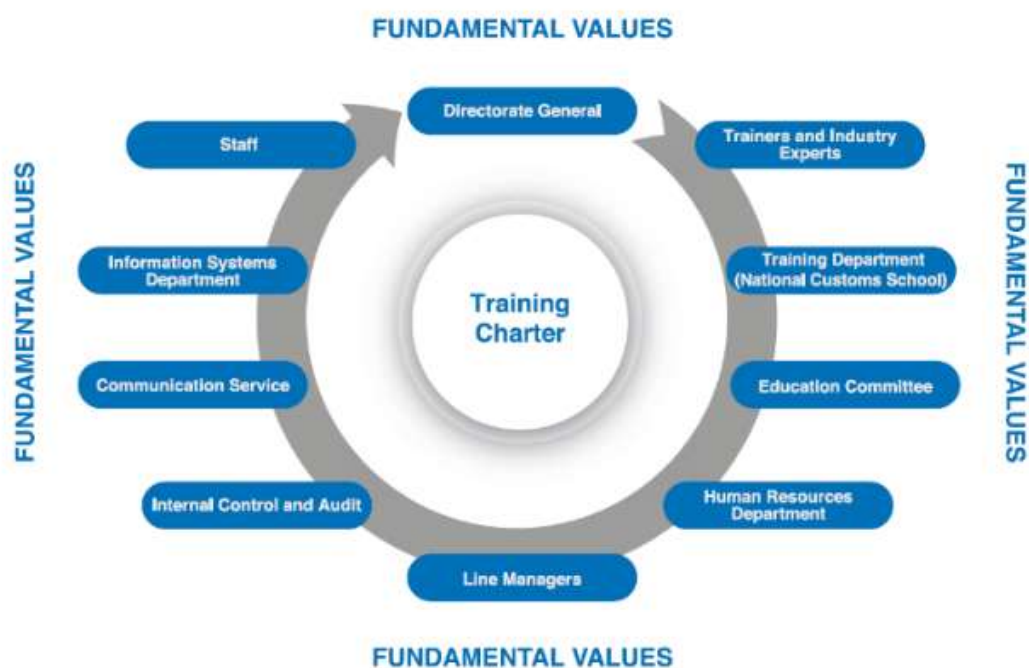 FUNDAMENTAL VALUES
Directorate General
Staff
Trainers and Industry
Experts
FUNDAMENTAL VALUES
FUNDAMENTAL VALUES
Information Systems
Department
Training Department
(National Customs School)
Training
Charter
Communication Service
Education Committee
Internal Control and Audit
Human Resources
Department
Line Managers
FUNDAMENTAL VALUES